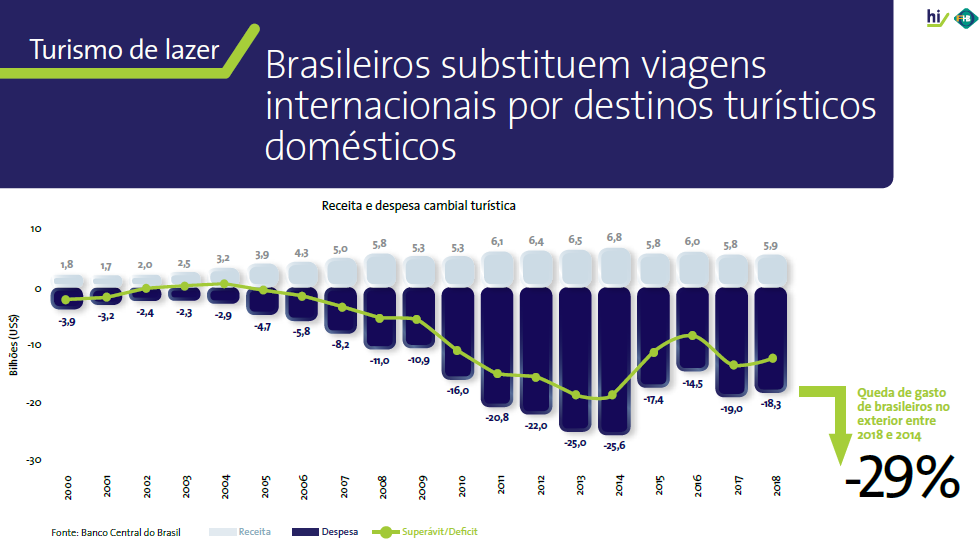 hi
FHB
Turismo de lazer
Brasileiros substituem viagens
internacionais por destinos turísticos
domésticos
Receita e despesa cambial turística
Bilhões (US$)
10
0
-10
-20
-30
1,8 1,7 2,0 2,5 3,2 3,9 4,3 5,0 5,8 5,3 5,3 6,1 6,4 6,5 6,8 5,8 6,0 5,8 5,9
-3,9 -3,2 -2,4 -2,3 -2,9 -4,7 -5,8 -8,2 -11,0 -10,9 -16,0 -20,8 -22,0 -25,0 -25,6 -17,4 -14,5 -19,0 -18,3
2000 2001 2002 2003 2004 2005 2006 2007 2008 2009 2010 2011 2012 2013 2014 2015 2016 2017 2018
Queda de gasto
de brasileiros no
exterior entre
2018 e 2014
-29%
Fonte: Banco Central do Brasil
Receita
Despesa
Superávit/Deficit